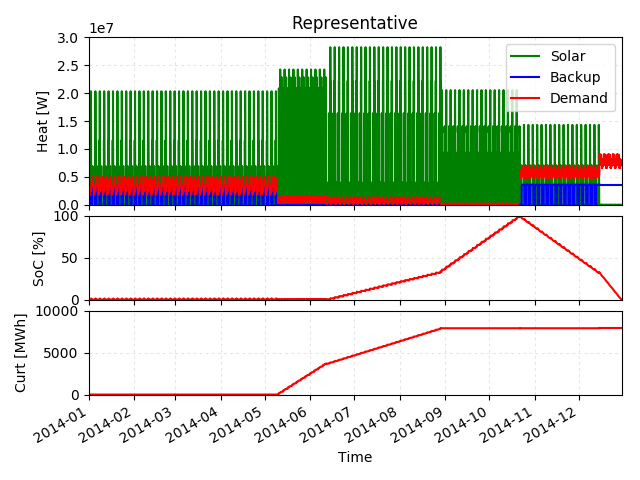 Representative
1e7
3.0
2.5
2.0
1.5
1.0
0.5
0.0
Heat [W]
Solar
Backup
Demand
100
50
0
SoC [%]
10000
5000
0
Curt [MWh]
2014-01
2014-02
2014-03
2014-04
2014-05
2014-06
2014-07
2014-08
2014-09
2014-10
2014-11
2014-12
Time